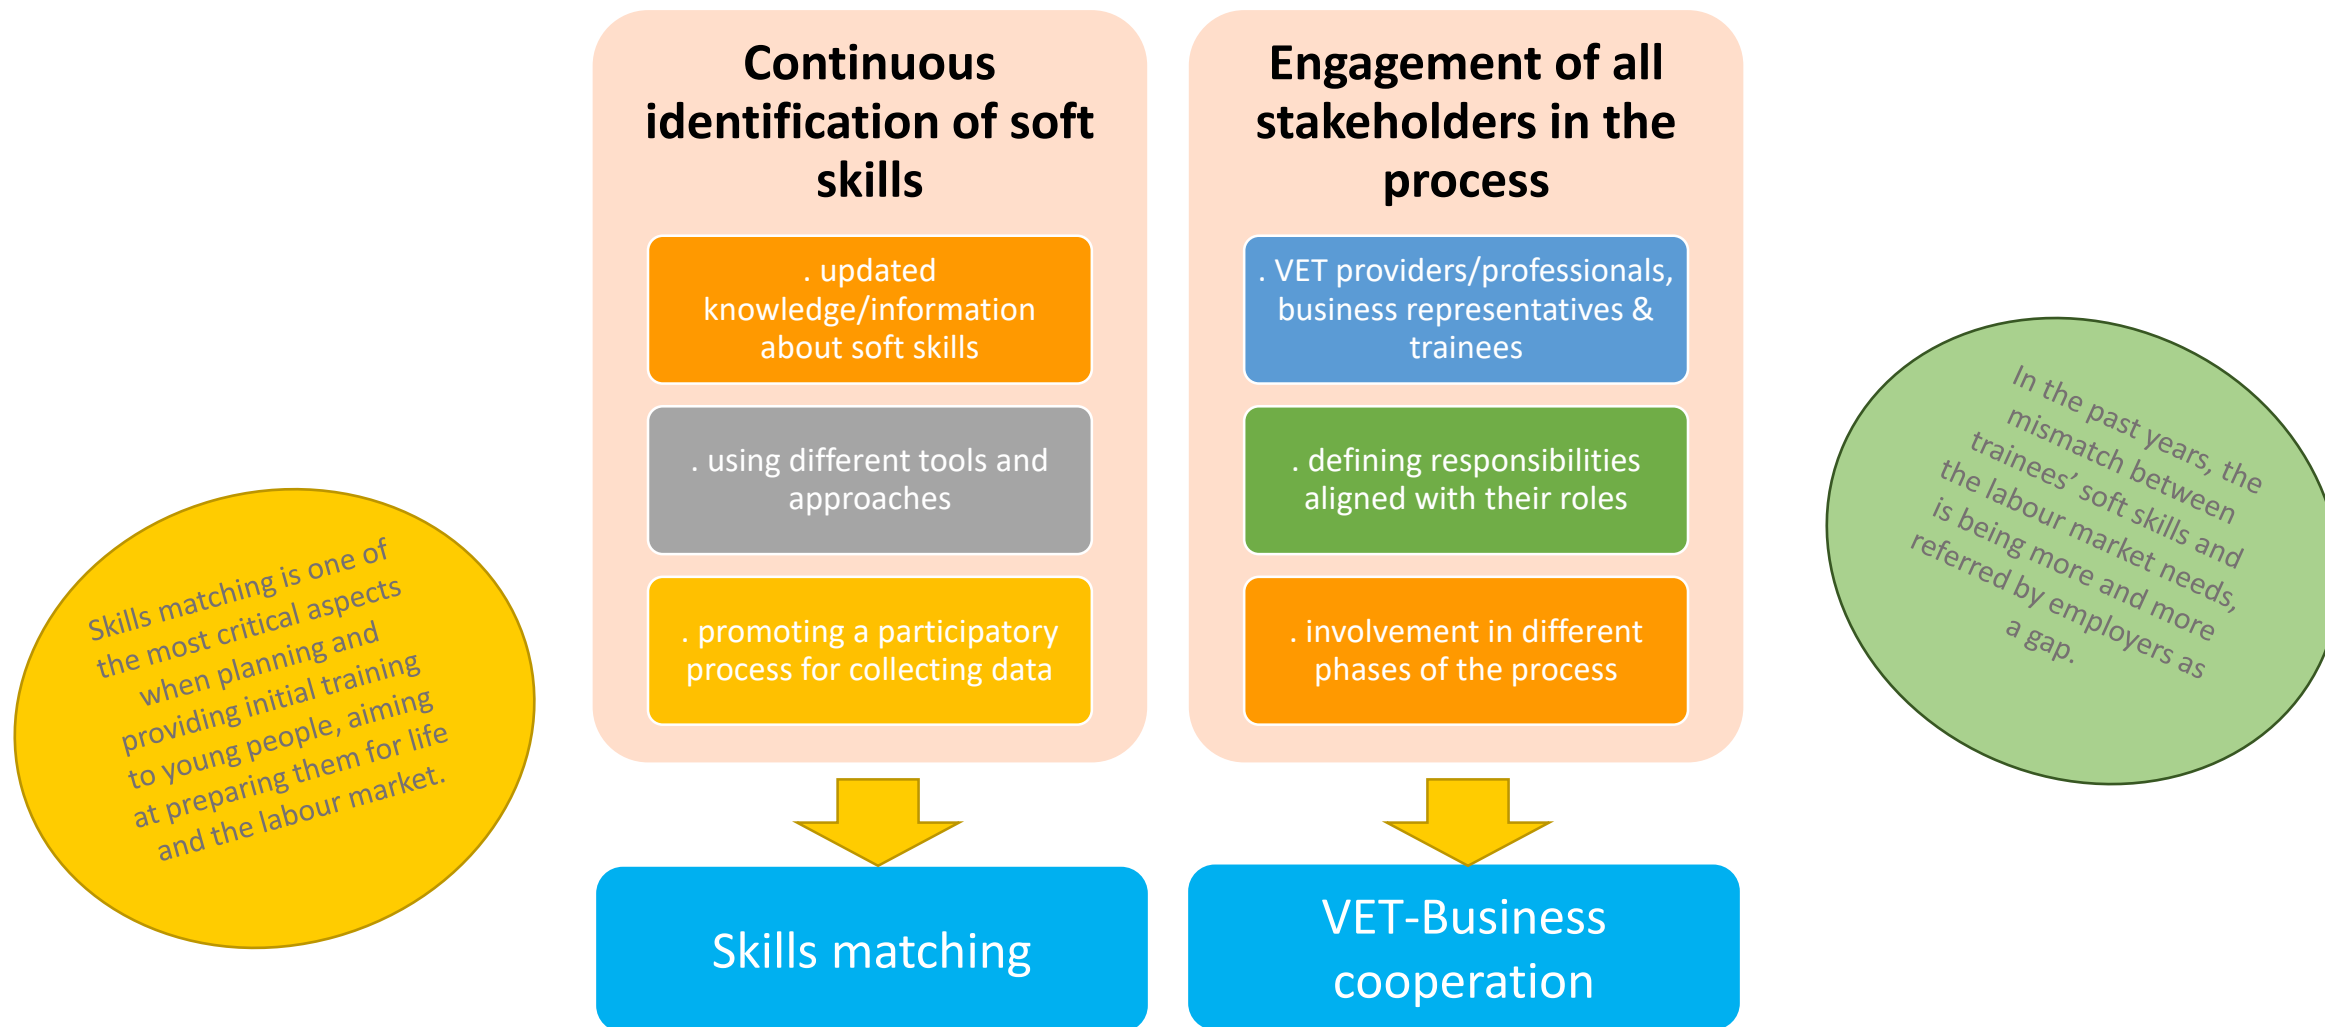 Continuous
identification of soft
skills
. updated
knowledge/information
about soft skills
. using different tools and
approaches
. promoting a participatory
process for collecting data
Skills matching
Engagement of all
stakeholders in the
process
. VET providers/professionals,
business representatives &
trainees
. defining responsibilities
aligned with their roles
. involvement in different
phases of the process
VET-Business
cooperation
Skills matching is one of
the most critical aspects
when planning and
providing initial training
to young people, aiming
at preparing them for life
and the labour market.
In the past years, the
mismatch between
trainees’ soft skills and
the labour market needs,
is being more and more
referred by employers as
a gap.